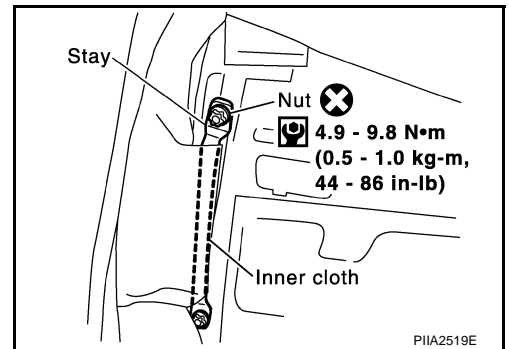 Stay
Nut
4.9 - 9.8 N•m
(0.5 - 1.0 kg-m,
44 - 86 in-lb)
Inner cloth
PIIA2519E